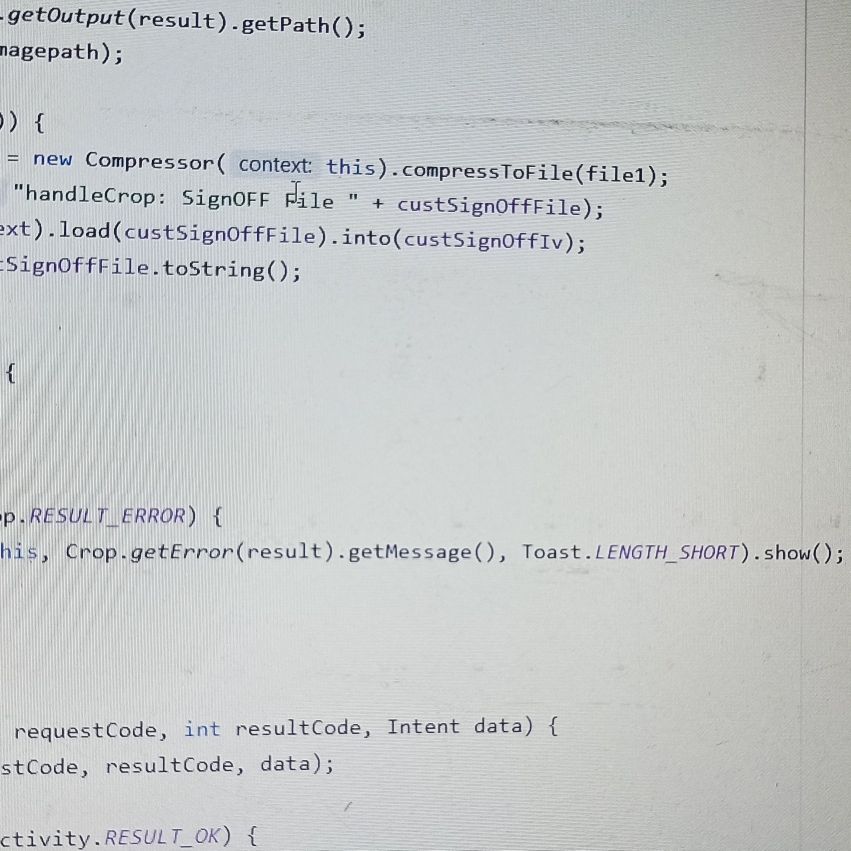 .getOutput(result).getPath();
magepath);
)) {
= new Compressor( context: this).compressToFile(file1);
"handleCrop: SignOFF File " + custSignOffFile);
ext).load(custSignOffFile).into(custSignOffIv);
tSignOffFile.toString();
{
op.RESULT_ERROR) {
his, Crop.getError(result).getMessage(), Toast.LENGTH_SHORT).show();
requestCode, int resultCode, Intent data) {
stCode, resultCode, data);
ctivity.RESULT_OK) {